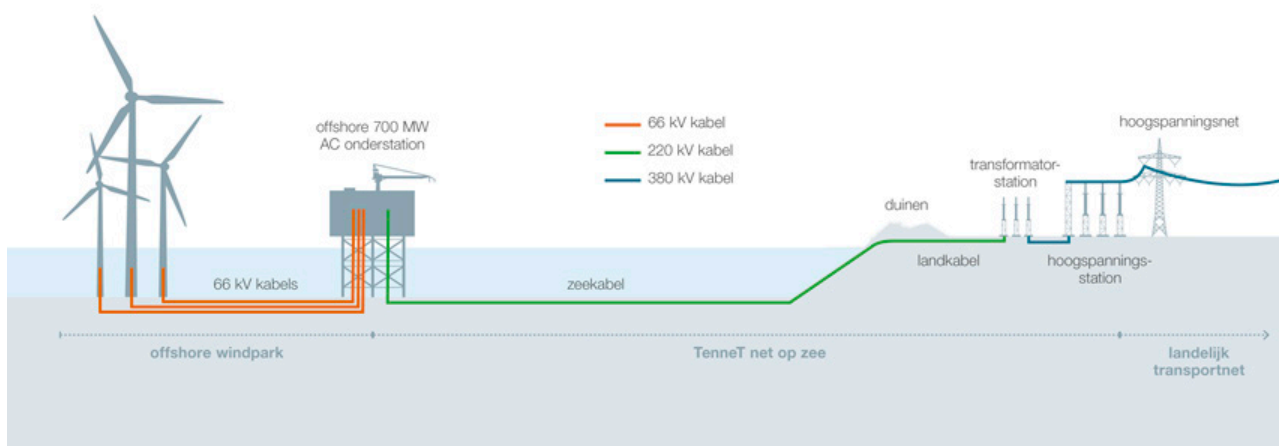 offshore 700 MW
AC onderstation
66 kV kabel
220 kV kabel
380 kV kabel
hoogspanningsnet
transformator-
station
duinen
66 kV kabels
zeekabel
landkabel
hoogspannings-
station
offshore windpark
TenneT net op zee
landelijk
transportnet